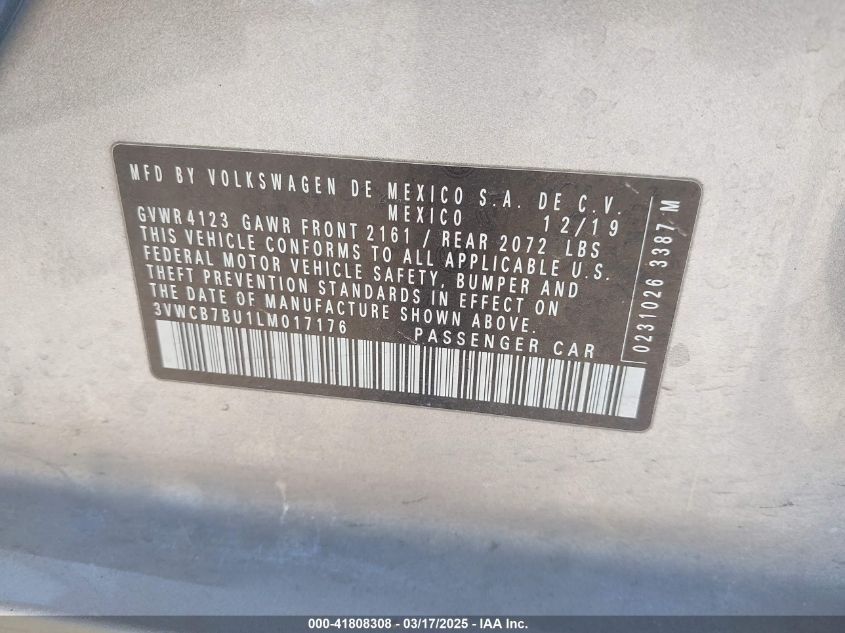 MFD BY VOLKSWAGEN DE MEXICO S.A. DE C.V.
MEXICO 12/19
GVWR 4123 GAWR FRONT 2161 / REAR 2072 LBS
THIS VEHICLE CONFORMS TO ALL APPLICABLE U.S.
FEDERAL MOTOR VEHICLE SAFETY, BUMPER AND
THEFT PREVENTION STANDARDS IN EFFECT ON
THE DATE OF MANUFACTURE SHOWN ABOVE.
3VWCB7BU1LM017176 PASSENGER CAR
0231026 3387 M
000-41808308 - 03/17/2025 - IAA Inc.